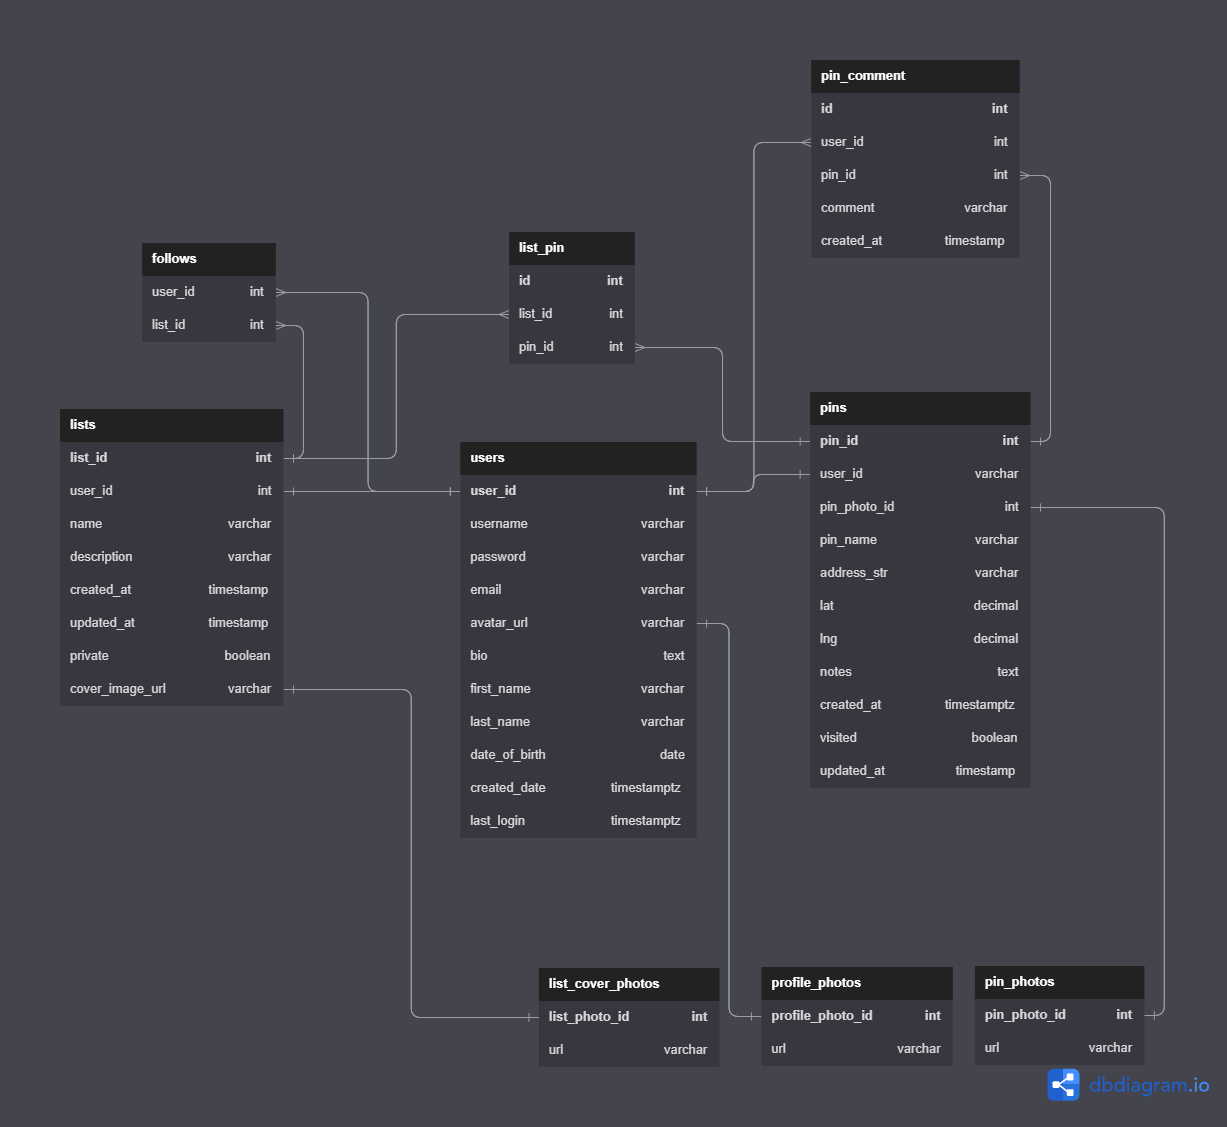 pin_comment
id int
user_id int
pin_id int
comment varchar
created_at timestamp
follows
user_id int
list_id int
list_pin
id int
list_id int
pin_id int
lists
list_id int
user_id int
name varchar
description varchar
created_at timestamp
updated_at timestamp
private boolean
cover_image_url varchar
users
user_id int
username varchar
password varchar
email varchar
avatar_url varchar
bio text
first_name varchar
last_name varchar
date_of_birth date
created_date timestamptz
last_login timestamptz
pins
pin_id int
user_id varchar
pin_photo_id int
pin_name varchar
address_str varchar
lat decimal
lng decimal
notes text
created_at timestamptz
visited boolean
updated_at timestamp
list_cover_photos
list_photo_id int
url varchar
profile_photos
profile_photo_id int
url varchar
pin_photos
pin_photo_id int
url varchar
dbdiagram.io